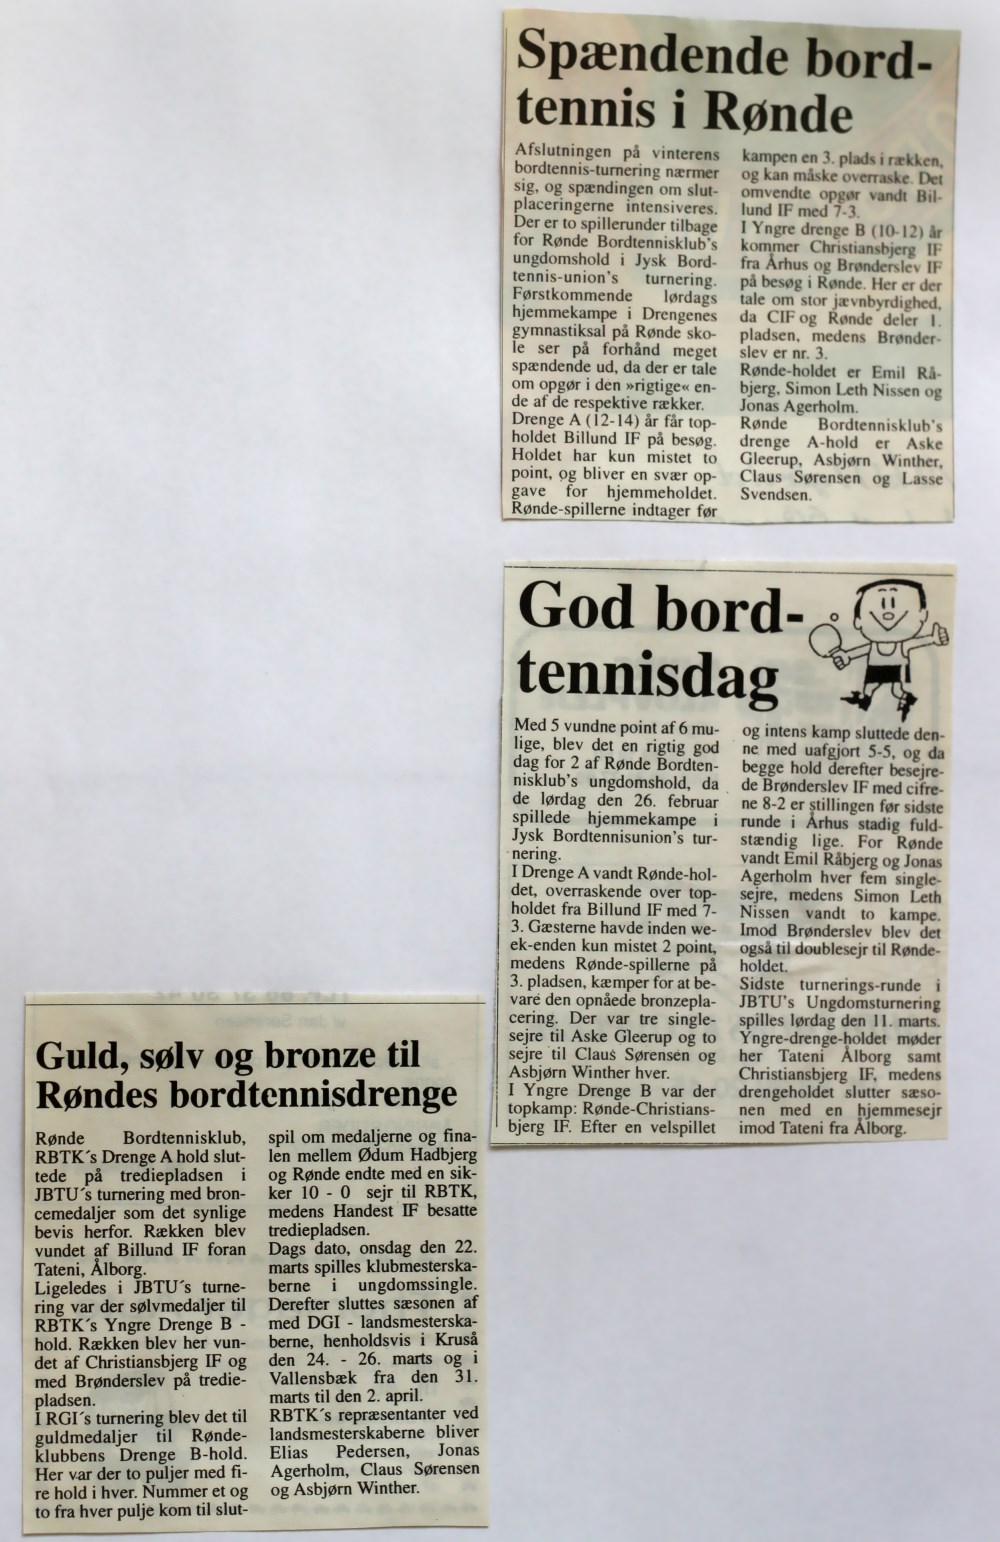 Spændende bord-
tennis i Rønde
Afslutningen på vinterens
bordtennis-turnering nærmer
sig, og spændingen om slut-
placeringerne intensiveres.
Der er to spillerunder tilbage
for Rønde Bordtennisklub's
ungdomshold i Jysk Bord-
tennis-union's turnering.
Førstkommende lørdags
hjemmekampe i Drengenes
gymnastiksal på Rønde sko-
le ser på forhånd meget
spændende ud, da der er tale
om opgør i den »rigtige« en-
de af de respektive rækker.
Drenge A (12-14) år får top-
holdet Billund IF på besøg.
Holdet har kun mistet to
point, og bliver en svær op-
gave for hjemmeholdet.
Rønde-spillerne indtager før
kampen en 3. plads i rækken,
og kan måske overraske. Det
omvendte opgør vandt Bil-
lund IF med 7-3.
I Yngre drenge B (10-12) år
kommer Christiansbjerg IF
fra Århus og Brønderslev IF
på besøg i Rønde. Her er der
tale om stor jævnbyrdighed,
da CIF og Rønde deler 1.
pladsen, medens Brønder-
slev er nr. 3.
Rønde-holdet er Emil Rå-
bjerg, Simon Leth Nissen og
Jonas Agerholm.
Rønde Bordtennisklub's
drenge A-hold er Aske
Gleerup, Asbjørn Winther,
Claus Sørensen og Lasse
Svendsen.
God bord-
tennisdag
Med 5 vundne point af 6 mu-
lige, blev det en rigtig god
dag for 2 af Rønde Bordten-
nisklub's ungdomshold, da
de lørdag den 26. februar
spillede hjemmekampe i
Jysk Bordtennisunion's tur-
nering.
I Drenge A vandt Rønde-hol-
det, overraskende over top-
holdet fra Billund IF med 7-
3. Gæsterne havde inden we-
ek-enden kun mistet 2 point,
medens Rønde-spillerne på
3. pladsen, kæmper for at be-
vare den opnåede bronzepla-
cering. Der var tre single-
sejre til Aske Gleerup og to
sejre til Claus Sørensen og
Asbjørn Winther hver.
I Yngre Drenge B var der
topkamp: Rønde-Christians-
bjerg IF. Efter en velspillet
og intens kamp sluttede den-
ne med uafgjort 5-5, og da
begge hold derefter besejre-
de Brønderslev IF med cifre-
ne 8-2 er stillingen før sidste
runde i Århus stadig fuld-
stændig lige. For Rønde
vandt Emil Råbjerg og Jonas
Agerholm hver fem single-
sejre, medens Simon Leth
Nissen vandt to kampe.
Imod Brønderslev blev det
også til doublesejr til Rønde-
holdet.
Sidste turnerings-runde i
JBTU's Ungdomsturnering
spilles lørdag den 11. marts.
Yngre-drenge-holdet møder
her Tateni Ålborg samt
Christiansbjerg IF, medens
drengeholdet slutter sæso-
nen med en hjemmesejr
imod Tateni fra Ålborg.
Guld, sølv og bronze til
Røndes bordtennisdrenge
Rønde Bordtennisklub,
RBTK´s Drenge A hold slut-
tede på trediepladsen i
JBTU´s turnering med bron-
cemedaljer som det synlige
bevis herfor. Rækken blev
vundet af Billund IF foran
Tateni, Ålborg.
Ligeledes i JBTU´s turne-
ring var der sølvmedaljer til
RBTK´s Yngre Drenge B -
hold. Rækken blev her vun-
det af Christiansbjerg IF og
med Brønderslev på tredie-
pladsen.
I RGI´s turnering blev det til
guldmedaljer til Rønde-
klubbens Drenge B-hold.
Her var der to puljer med fi-
re hold i hver. Nummer et og
to fra hver pulje kom til slut-
spil om medaljerne og fina-
len mellem Ødum Hadbjerg
og Rønde endte med en sik-
ker 10 - 0 sejr til RBTK,
medens Handest IF besatte
trediepladsen.
Dags dato, onsdag den 22.
marts spilles klubmesterska-
berne i ungdomssingle.
Derefter sluttes sæsonen af
med DGI - landsmesterska-
berne, henholdsvis i Kruså
den 24. - 26. marts og i
Vallensbæk fra den 31.
marts til den 2. april.
RBTK´s repræsentanter ved
landsmesterskaberne bliver
Elias Pedersen, Jonas
Agerholm, Claus Sørensen
og Asbjørn Winther.